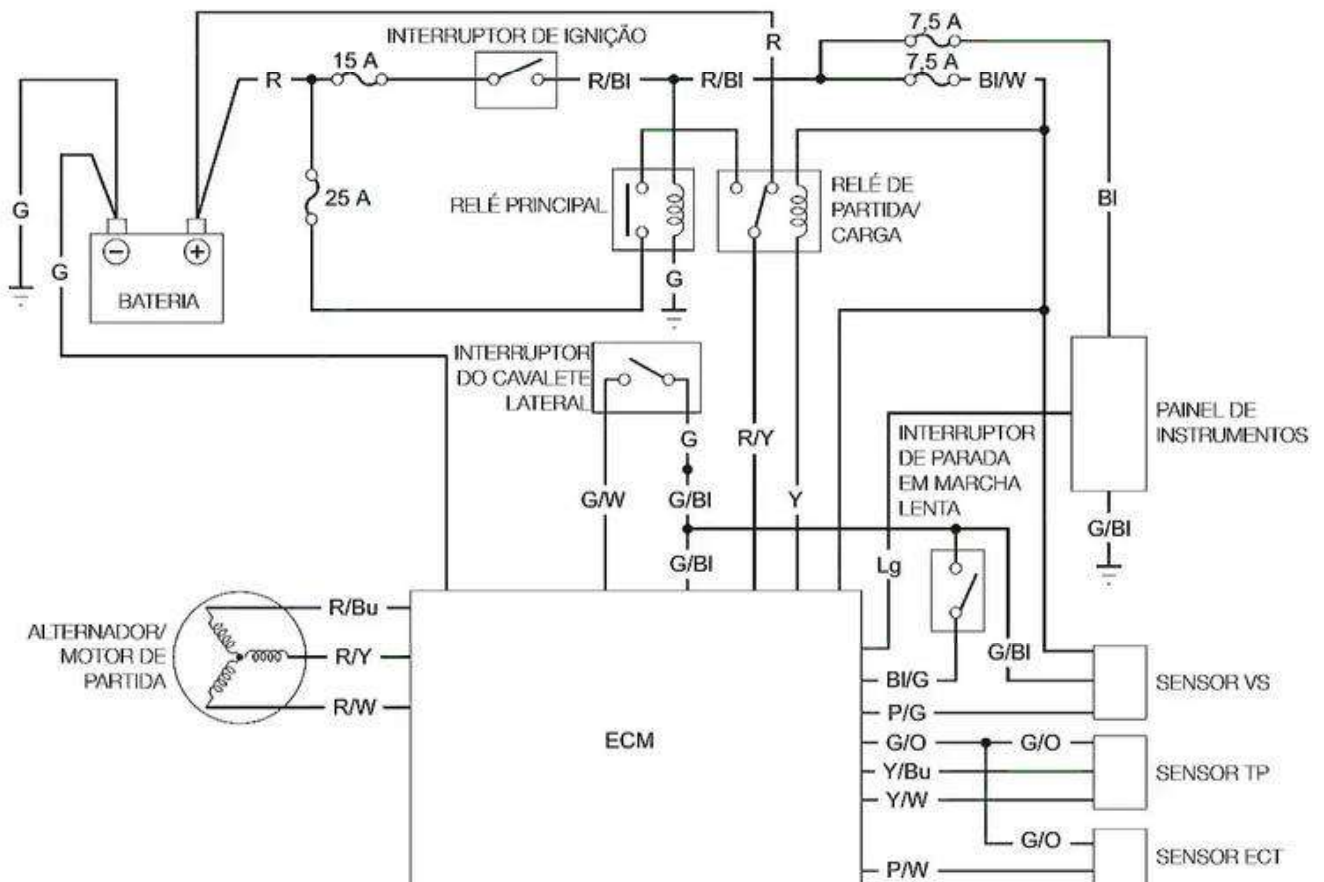 7,5 A
INTERRUPTOR DE IGNIÇÃO
R
15 A
7,5 A
R
R/Bl
R/Bl
Bl/W
25 A
RELÉ PRINCIPAL
RELÉ DE
PARTIDA/
CARGA
Bl
G
G
−
+
BATERIA
G
INTERRUPTOR
DO CAVALETE
LATERAL
PAINEL DE
INSTRUMENTOS
G
R/Y
INTERRUPTOR
DE PARADA
EM MARCHA
LENTA
G/W
G/Bl
Y
G/Bl
G/Bl
Lg
ALTERNADOR/
MOTOR DE
PARTIDA
R/Bu
R/Y
R/W
ECM
G/Bl
Bl/G
SENSOR VS
P/G
G/O
G/O
Y/Bu
SENSOR TP
Y/W
G/O
SENSOR ECT
P/W